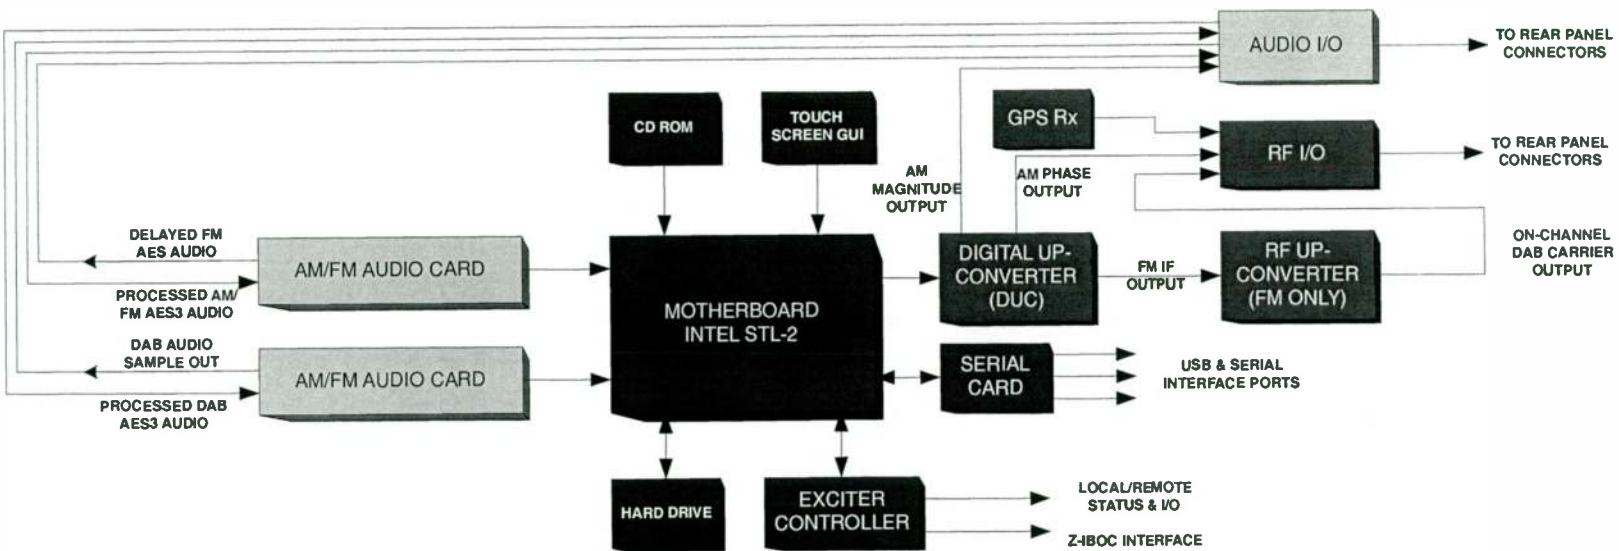 AUDIO I/O
TO REAR PANEL
CONNECTORS
CD ROM
TOUCH
SCREEN GUI
GPS Rx
RF I/O
TO REAR PANEL
CONNECTORS
AM
MAGNITUDE
OUTPUT
AM PHASE
OUTPUT
DELAYED FM
AES AUDIO
AM/FM AUDIO CARD
PROCESSED AM/
FM AES3 AUDIO
MOTHERBOARD
INTEL STL-2
DIGITAL UP-
CONVERTER
(DUC)
FM IF
OUTPUT
RF UP-
CONVERTER
(FM ONLY)
ON-CHANNEL
DAB CARRIER
OUTPUT
DAB AUDIO
SAMPLE OUT
AM/FM AUDIO CARD
PROCESSED DAB
AES3 AUDIO
SERIAL
CARD
USB & SERIAL
INTERFACE PORTS
HARD DRIVE
EXCITER
CONTROLLER
LOCAL/REMOTE
STATUS & I/O
Z-IBOC INTERFACE